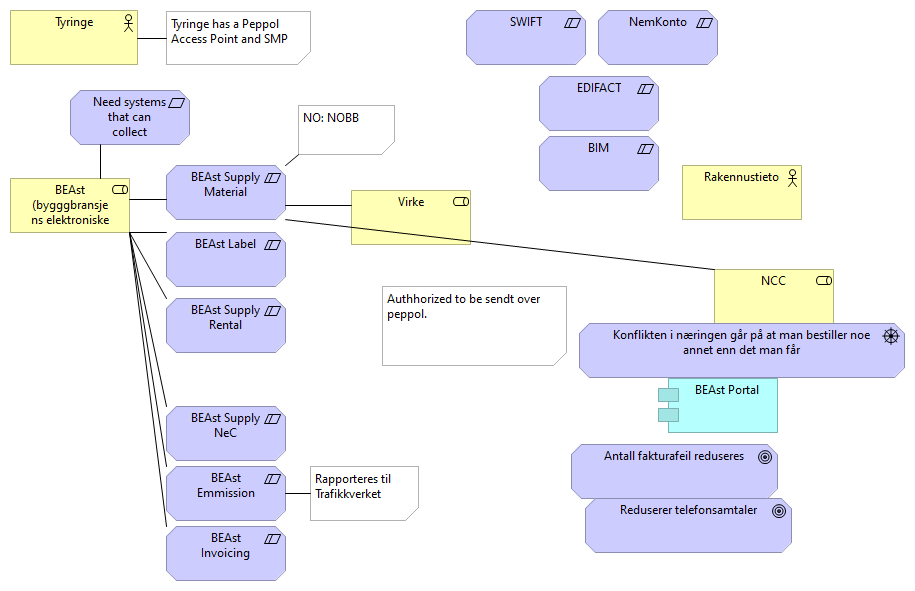 Tyringe
Tyringe has a Peppol
Access Point and SMP
SWIFT
NemKonto
EDIFACT
BIM
Need systems
that can
collect
NO: NOBB
BEAst
(bygggbransje
ns elektroniske
BEAst Supply
Material
Virke
Rakennustieto
BEAst Label
BEAst Supply
Rental
Authhorized to be sendt over
peppol.
NCC
Konflikten i næringen går på at man bestiller noe
annet enn det man får
BEAst Portal
BEAst Supply
NeC
Antall fakturafeil reduseres
BEAst
Emmission
Rapporteres til
Trafikkverket
Reduserer telefonsamtaler
BEAst
Invoicing